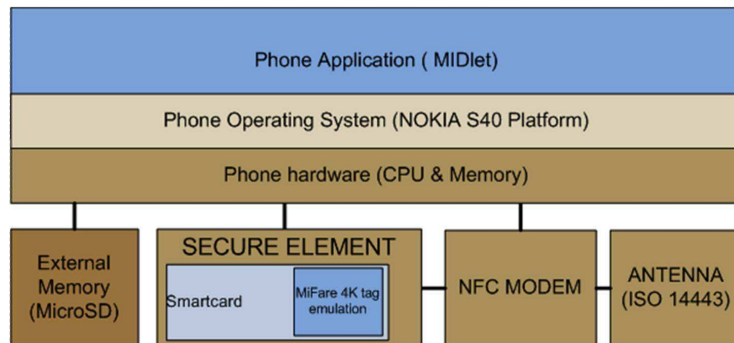 Phone Application ( MIDlet)
Phone Operating System (NOKIA S40 Platform)
Phone hardware (CPU & Memory)
External
Memory
(MicroSD)
SECURE ELEMENT
Smartcard
MiFare 4K tag
emulation
NFC MODEM
ANTENNA
(ISO 14443)